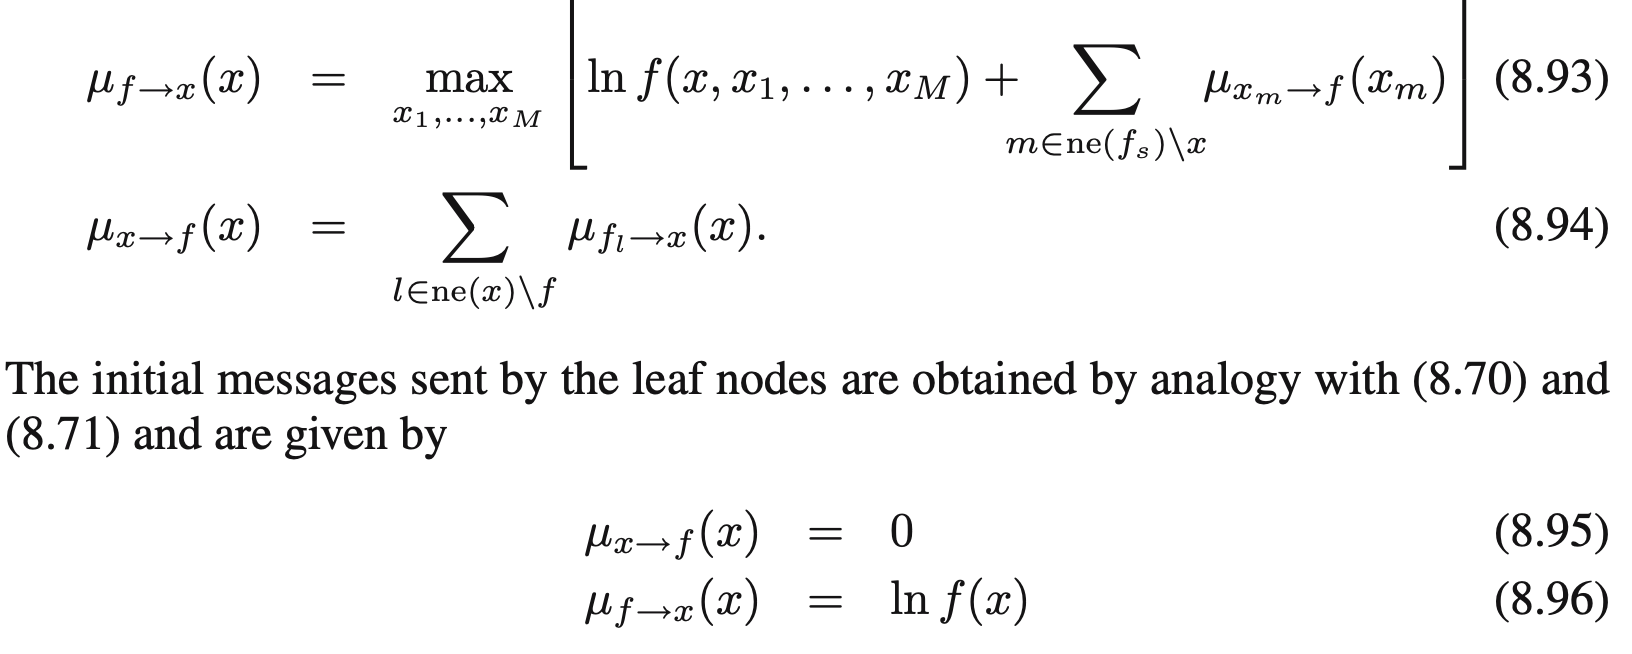 μ_{f→x}(x) = max_{x_1,...,x_M} [ ln f(x, x_1, . . . , x_M) + ∑_{m∈ne(f_s)\x} μ_{x_m→f}(x_m) ] (8.93)
μ_{x→f}(x) = ∑_{l∈ne(x)\f} μ_{f_l→x}(x). (8.94)
The initial messages sent by the leaf nodes are obtained by analogy with (8.70) and
(8.71) and are given by
μ_{x→f}(x) = 0 (8.95)
μ_{f→x}(x) = ln f(x) (8.96)